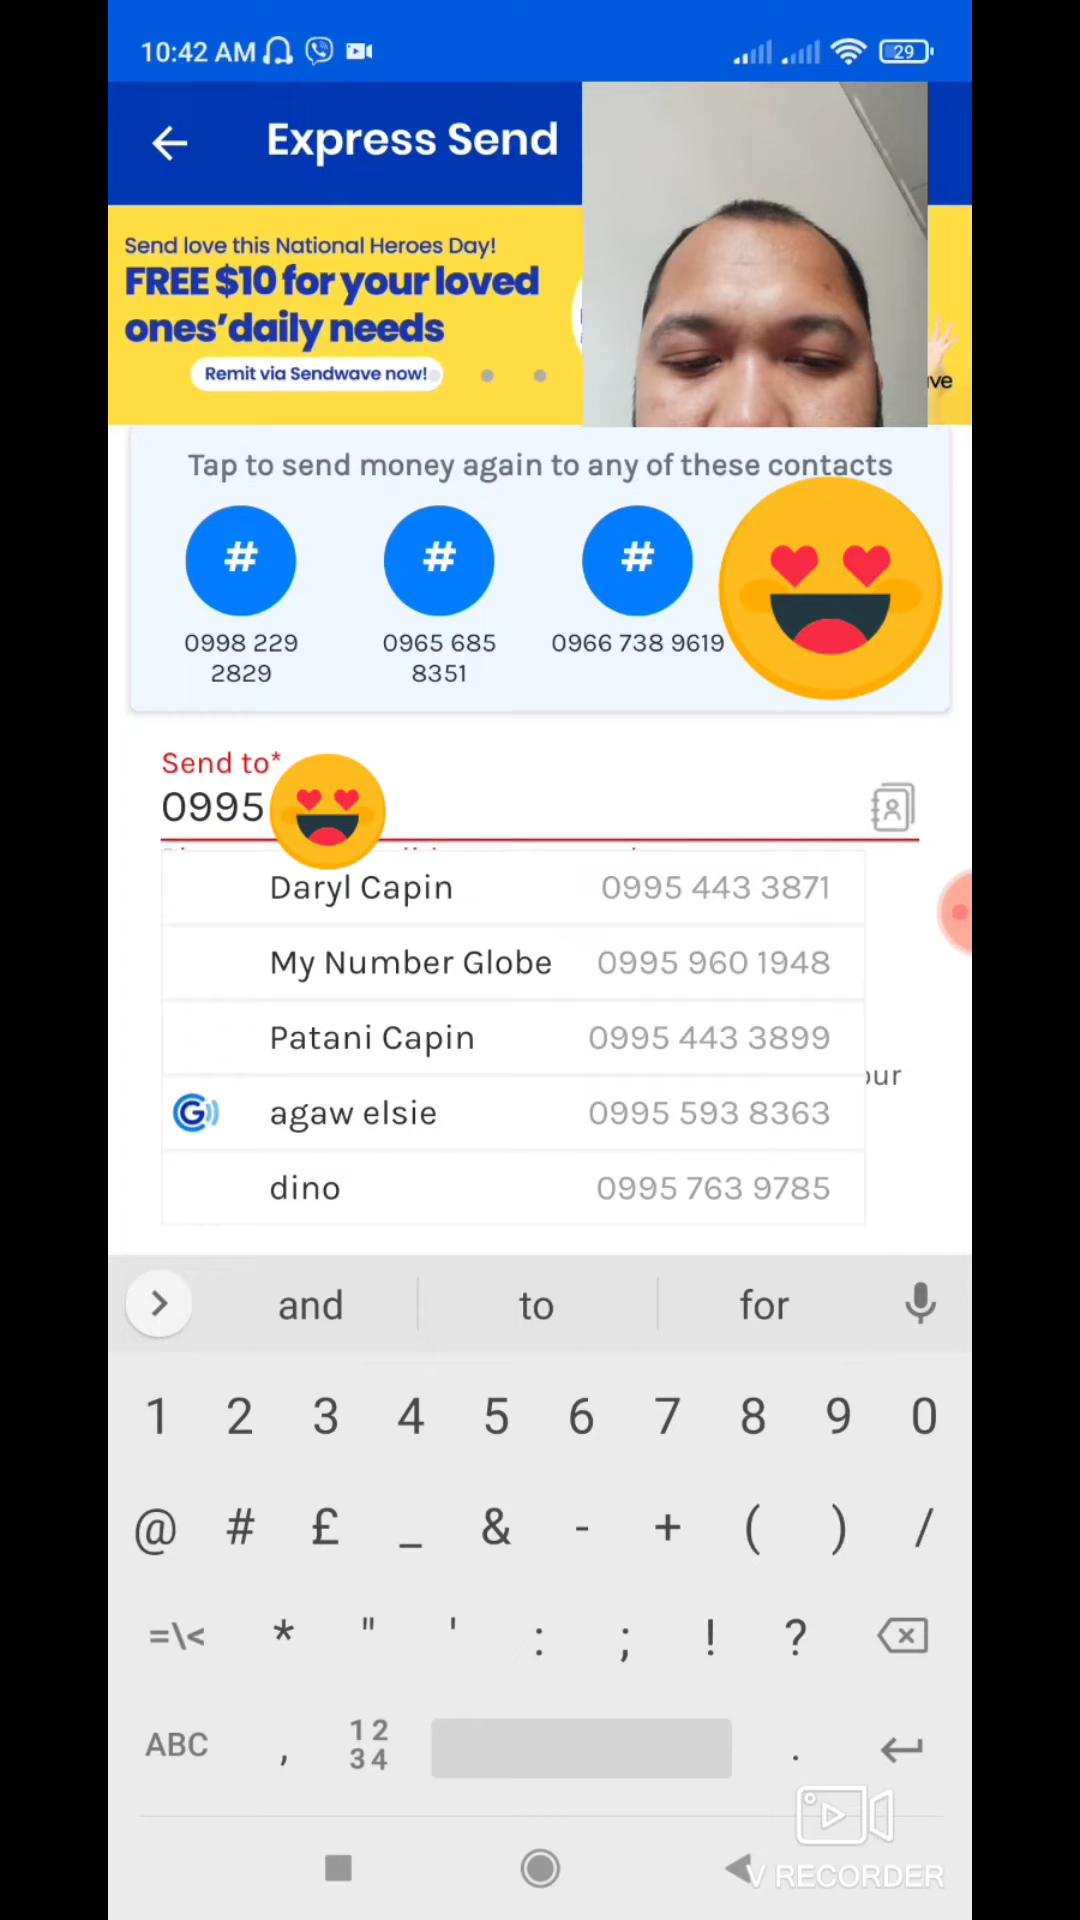 10:42 AM
29
Express Send
Send love this National Heroes Day!
FREE $10 for your loved
ones' daily needs
Remit via Sendwave now!
ve
Tap to send money again to any of these contacts
# # #
0998 229
2829
0965 685
8351
0966 738 9619
Send to*
0995
Daryl Capin 0995 443 3871
My Number Globe 0995 960 1948
Patani Capin 0995 443 3899
our
G agaw elsie 0995 593 8363
dino 0995 763 9785
and to for
1 2 3 4 5 6 7 8 9 0
@ # £ _ & - + ( ) /
=\< * " ' : ; ! ?
ABC , 12 34 .
V RECORDER